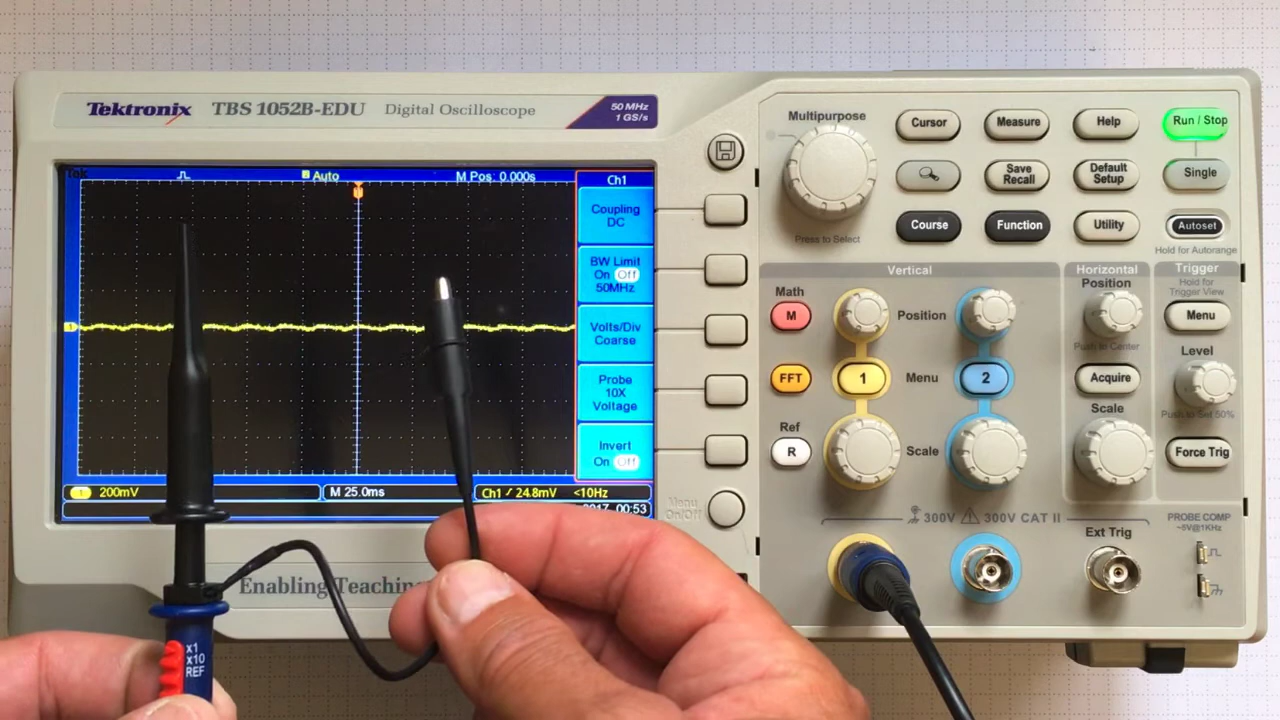 Tektronix TBS 1052B-EDU Digital Oscilloscope
50 MHz
1 GS/s
Tek
Auto
M Pos: 0.000s
Ch1
Coupling
DC
BW Limit
On Off
50MHz
Volts/Div
Coarse
Probe
10X
Voltage
Invert
On Off
1
1 200mV
M 25.0ms
Ch1 24.8mV <10Hz
2017, 00:53
Enabling Teaching
x1
x10
REF
Menu
On/Off
Multipurpose
Press to Select
Cursor
Measure
Help
Run / Stop
Save
Recall
Default
Setup
Single
Course
Function
Utility
Autoset
Hold for Autorange
Vertical
Horizontal
Trigger
Math
M
Position
Position
Hold for
Trigger View
Menu
Push to Center
FFT
1
Menu
2
Acquire
Level
Push to Set 50%
Ref
R
Scale
Scale
Force Trig
300V
300V CAT II
Ext Trig
PROBE COMP
~5V@1KHz